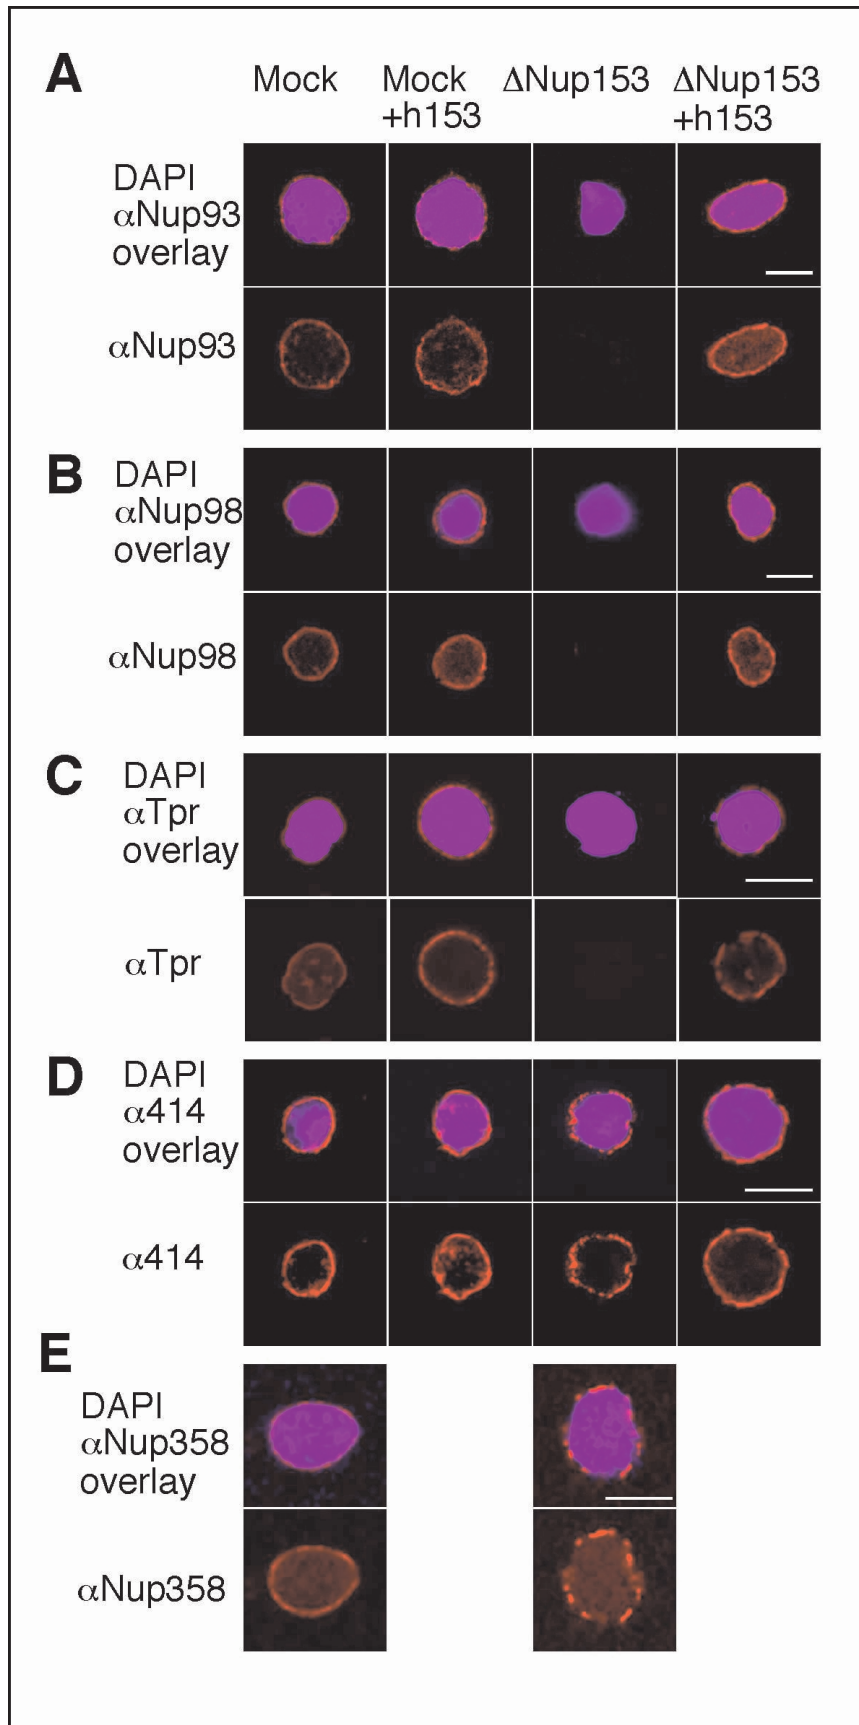 A
Mock
Mock
+h153
ΔNup153
ΔNup153
+h153
DAPI
αNup93
overlay
αNup93
B
DAPI
αNup98
overlay
αNup98
C
DAPI
αTpr
overlay
αTpr
D
DAPI
α414
overlay
α414
E
DAPI
αNup358
overlay
αNup358